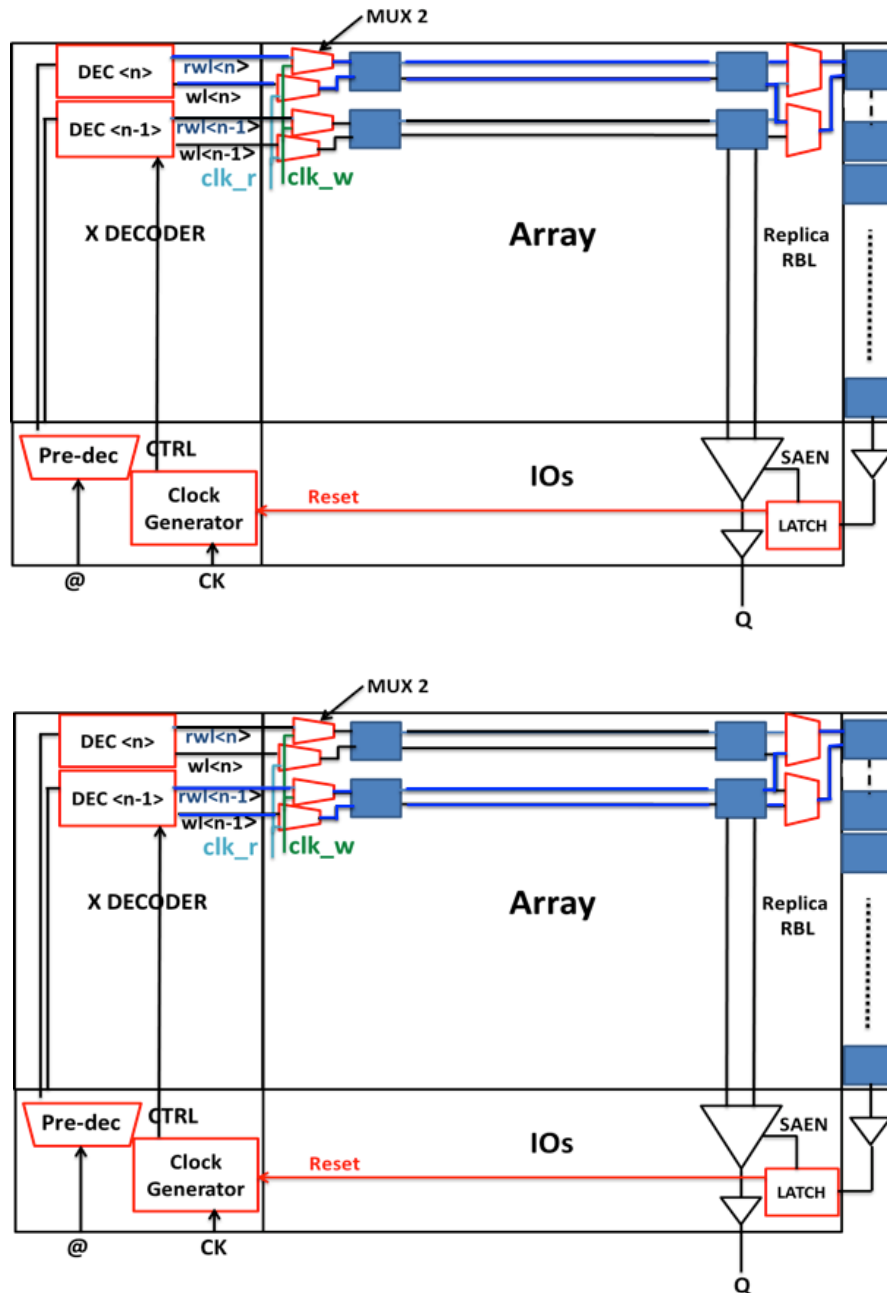 MUX 2
DEC <n>
rwl<n>
wl<n>
DEC <n-1>
rwl<n-1>
wl<n-1>
clk_r
clk_w
X DECODER
Array
Replica
RBL
Pre-dec
CTRL
Clock
Generator
Reset
IOs
SAEN
LATCH
@
CK
Q
MUX 2
DEC <n>
rwl<n>
wl<n>
DEC <n-1>
rwl<n-1>
wl<n-1>
clk_r
clk_w
X DECODER
Array
Replica
RBL
Pre-dec
CTRL
Clock
Generator
Reset
IOs
SAEN
LATCH
@
CK
Q